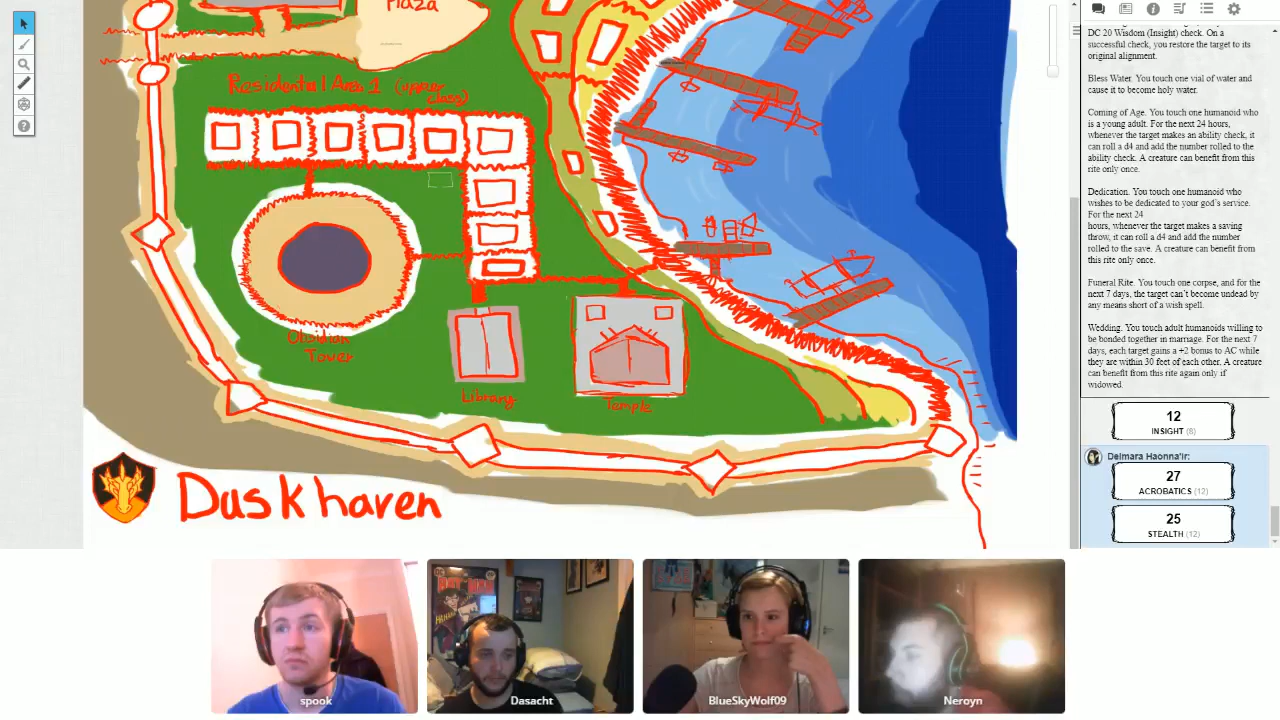 Plaza
Residental Area 1 (upper
class)
Obsidian
Tower
Library
Temple
Duskhaven
DC 20 Wisdom (Insight) check. On a
successful check, you restore the target to its
original alignment.
Bless Water. You touch one vial of water and
cause it to become holy water.
Coming of Age. You touch one humanoid who
is a young adult. For the next 24 hours,
whenever the target makes an ability check, it
can roll a d4 and add the number rolled to the
ability check. A creature can benefit from this
rite only once.
Dedication. You touch one humanoid who
wishes to be dedicated to your god's service.
For the next 24
hours, whenever the target makes a saving
throw, it can roll a d4 and add the number
rolled to the save. A creature can benefit from
this rite only once.
Funeral Rite. You touch one corpse, and for the
next 7 days, the target can't become undead by
any means short of a wish spell.
Wedding. You touch adult humanoids willing to
be bonded together in marriage. For the next 7
days, each target gains a +2 bonus to AC while
they are within 30 feet of each other. A creature
can benefit from this rite again only if
widowed.
12
INSIGHT (8)
Delmara Haonna'ir:
27
ACROBATICS (12)
25
STEALTH (12)
spook
Dasacht
BlueSkyWolf09
Neroyn